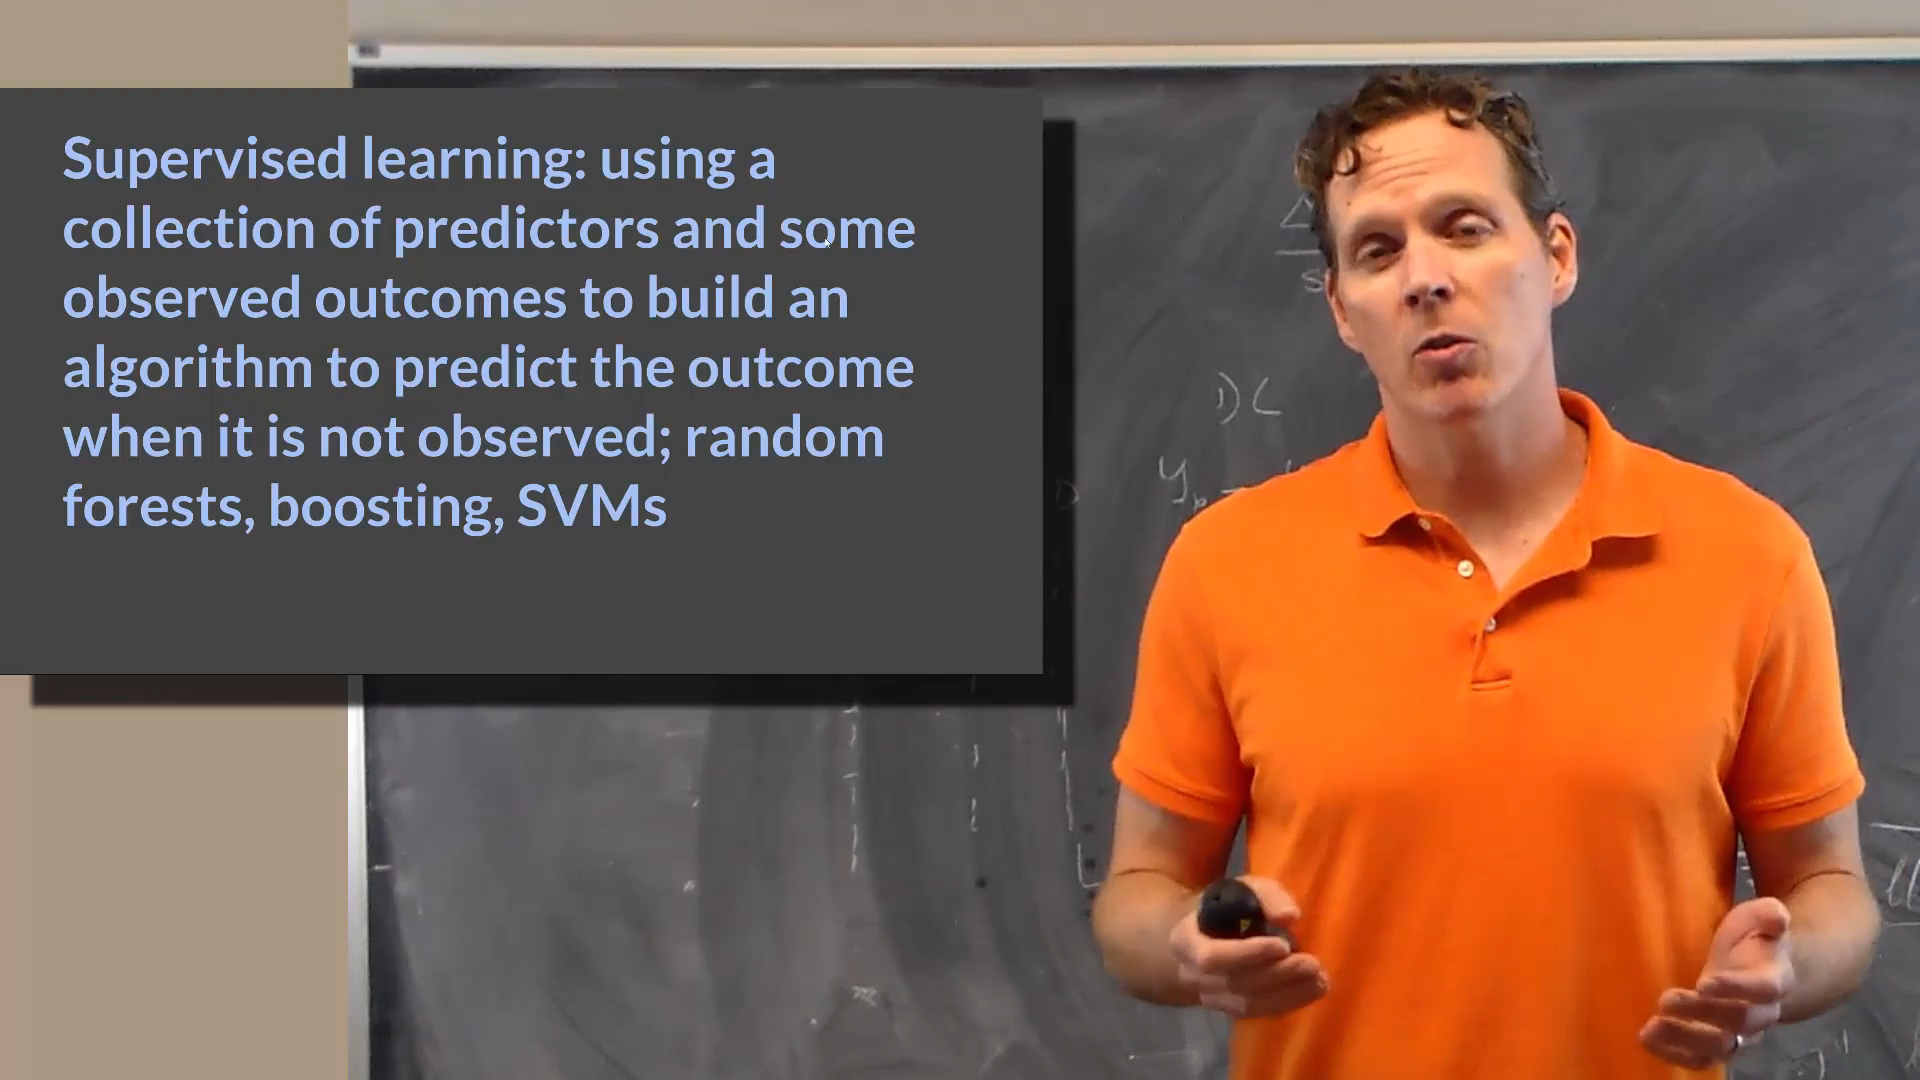 Supervised learning: using a
collection of predictors and some
observed outcomes to build an
algorithm to predict the outcome
when it is not observed; random
forests, boosting, SVMs